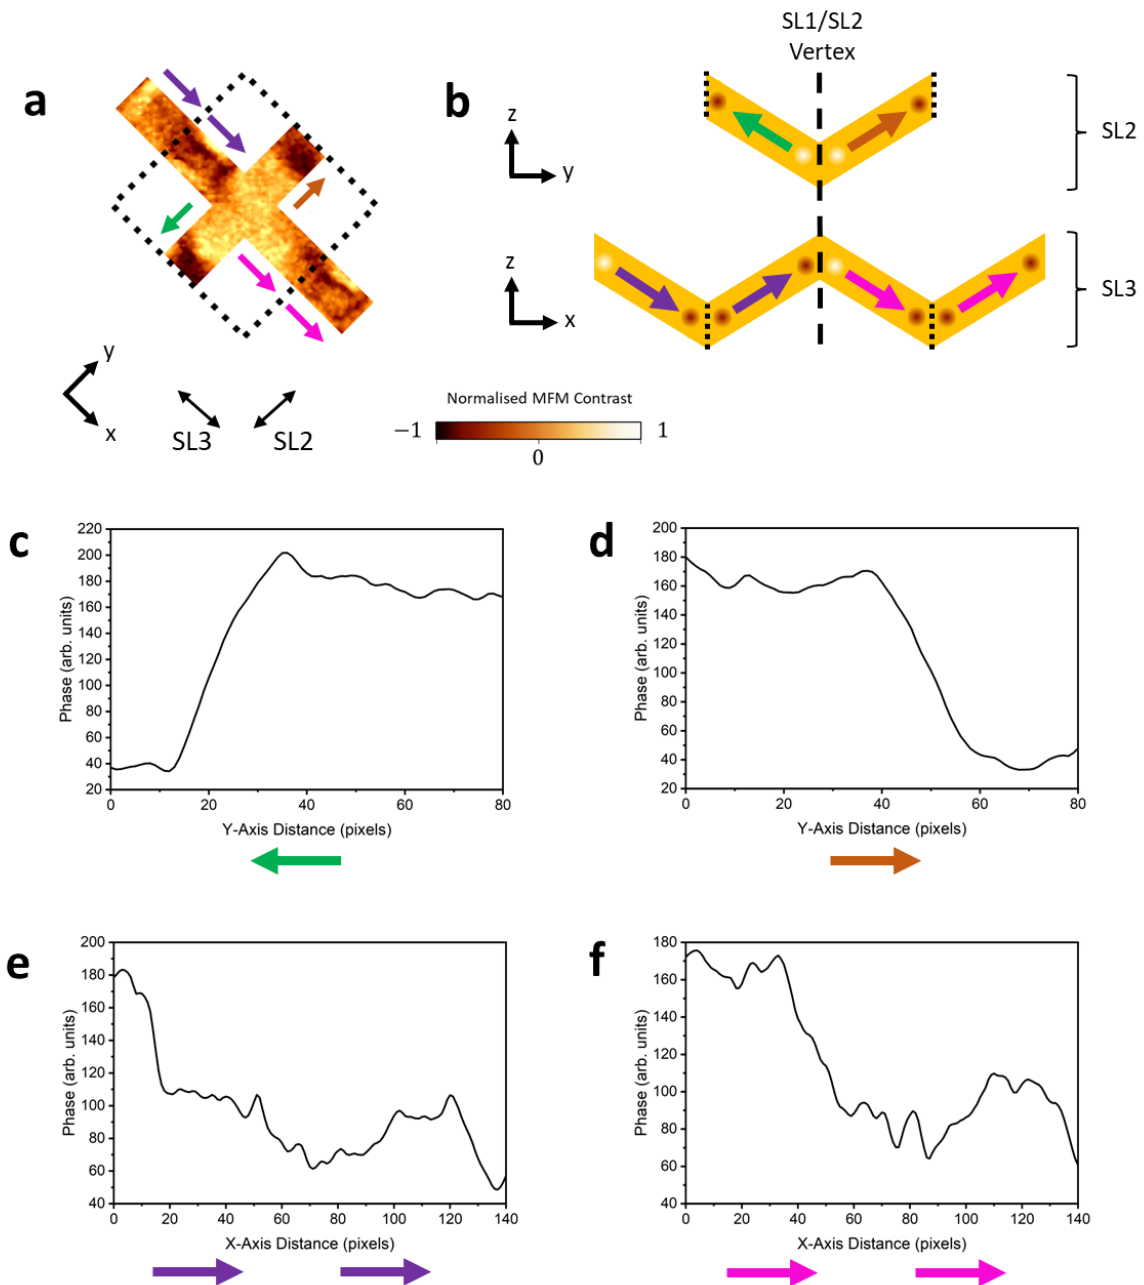 a
y
x
SL3
SL2
b
SL1/SL2
Vertex
z
y
SL2
z
x
SL3
Normalised MFM Contrast
−1
1
0
c
220
200
180
160
140
120
100
80
60
40
20
Phase (arb. units)
0 20 40 60 80
Y-Axis Distance (pixels)
d
200
180
160
140
120
100
80
60
40
20
Phase (arb. units)
0 20 40 60 80
Y-Axis Distance (pixels)
e
200
180
160
140
120
100
80
60
40
Phase (arb. units)
0 20 40 60 80 100 120 140
X-Axis Distance (pixels)
f
180
160
140
120
100
80
60
40
Phase (arb. units)
0 20 40 60 80 100 120 140
X-Axis Distance (pixels)